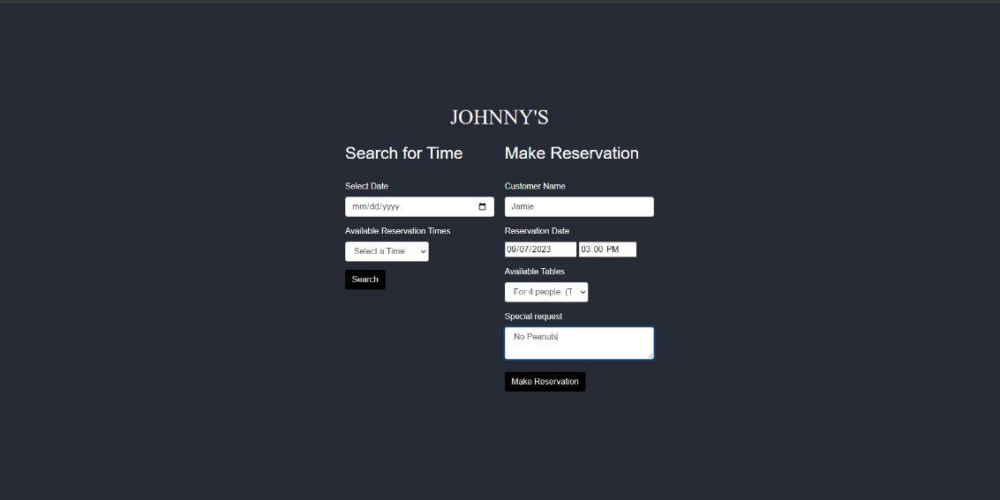 JOHNNY'S
Search for Time
Select Date
mm/dd/yyyy
Available Reservation Times
Select a Time
Search
Make Reservation
Customer Name
Jamie
Reservation Date
09/07/2023 03:00 PM
Available Tables
For 4 people. (T
Special request
No Peanuts
Make Reservation